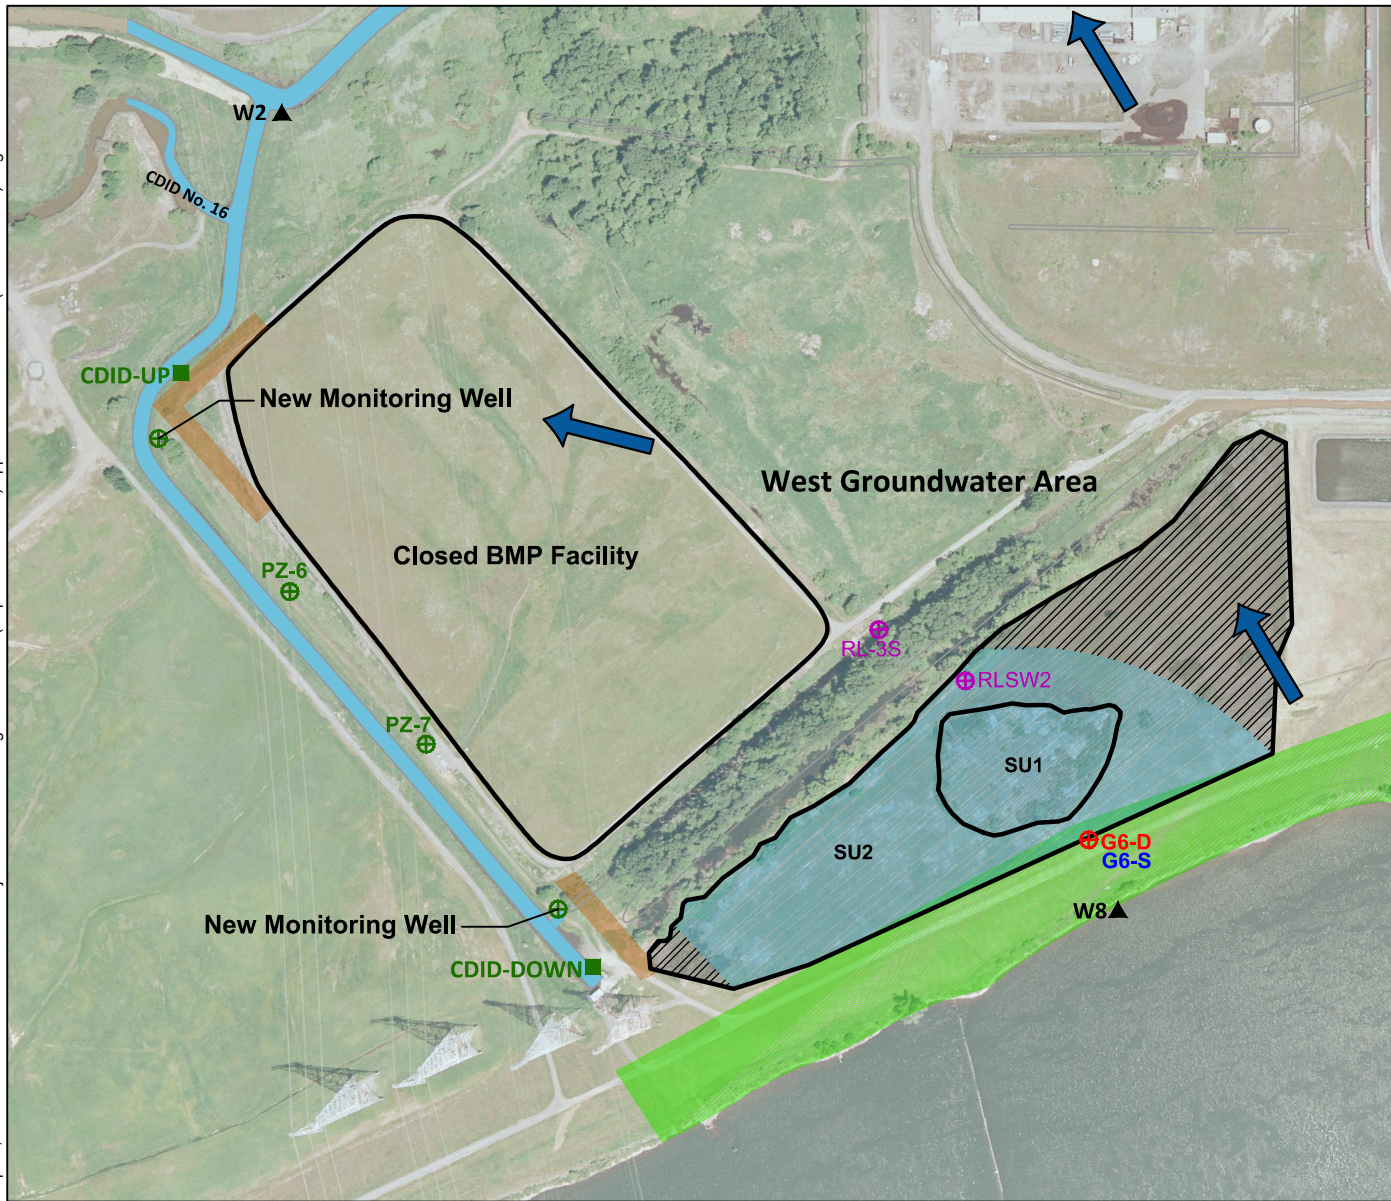 W2
CDID No. 16
CDID-UP
New Monitoring Well
West Groundwater Area
Closed BMP Facility
PZ-6
RL-3S
RLSW2
PZ-7
SU1
SU2
G6-D
G6-S
W8
New Monitoring Well
CDID-DOWN